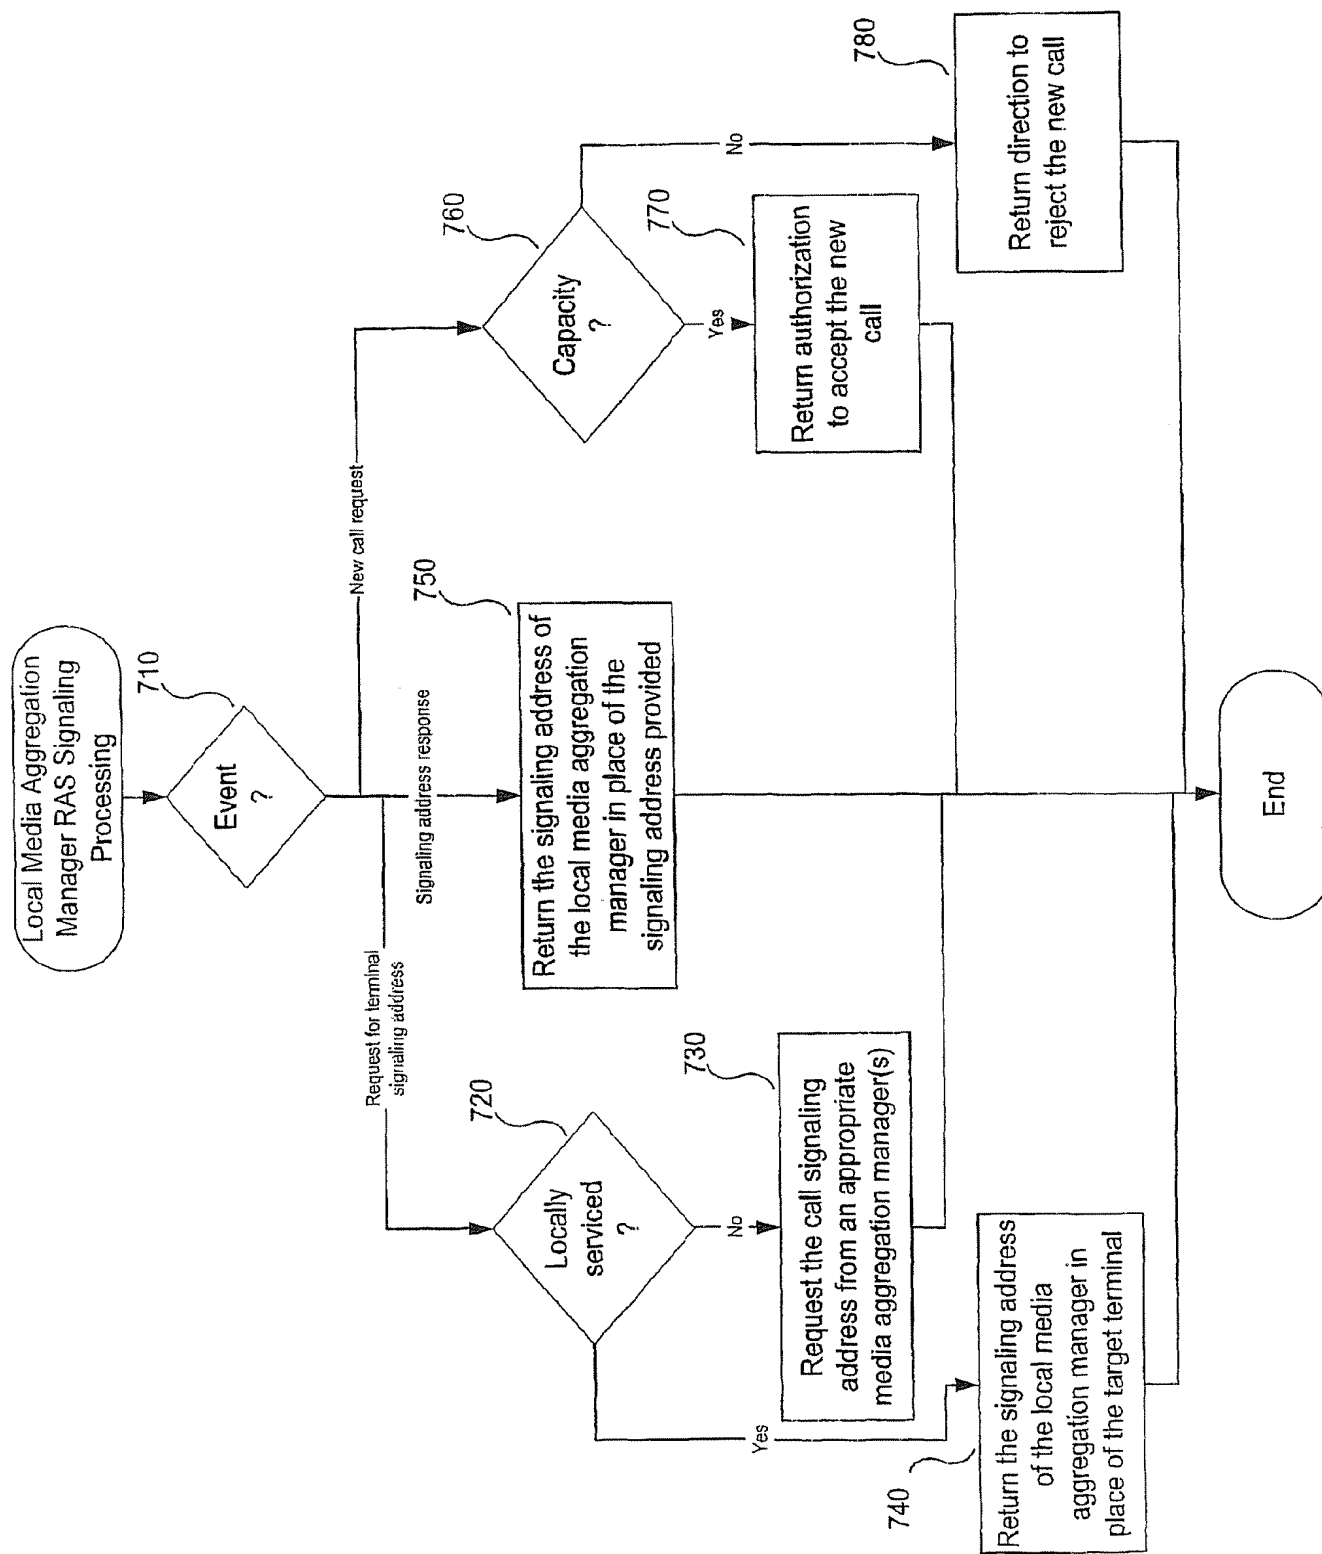 Local Media Aggregation
Manager RAS Signaling
Processing
710
Event
?
Request for terminal
signaling address
Signaling address response
New call request
720
Locally
serviced
?
No
Yes
730
Request the call signaling
address from an appropriate
media aggregation manager(s)
740
Return the signaling address
of the local media
aggregation manager in
place of the target terminal
750
Return the signaling address of
the local media aggregation
manager in place of the
signaling address provided
760
Capacity
?
Yes
No
770
Return authorization
to accept the new
call
780
Return direction to
reject the new call
End